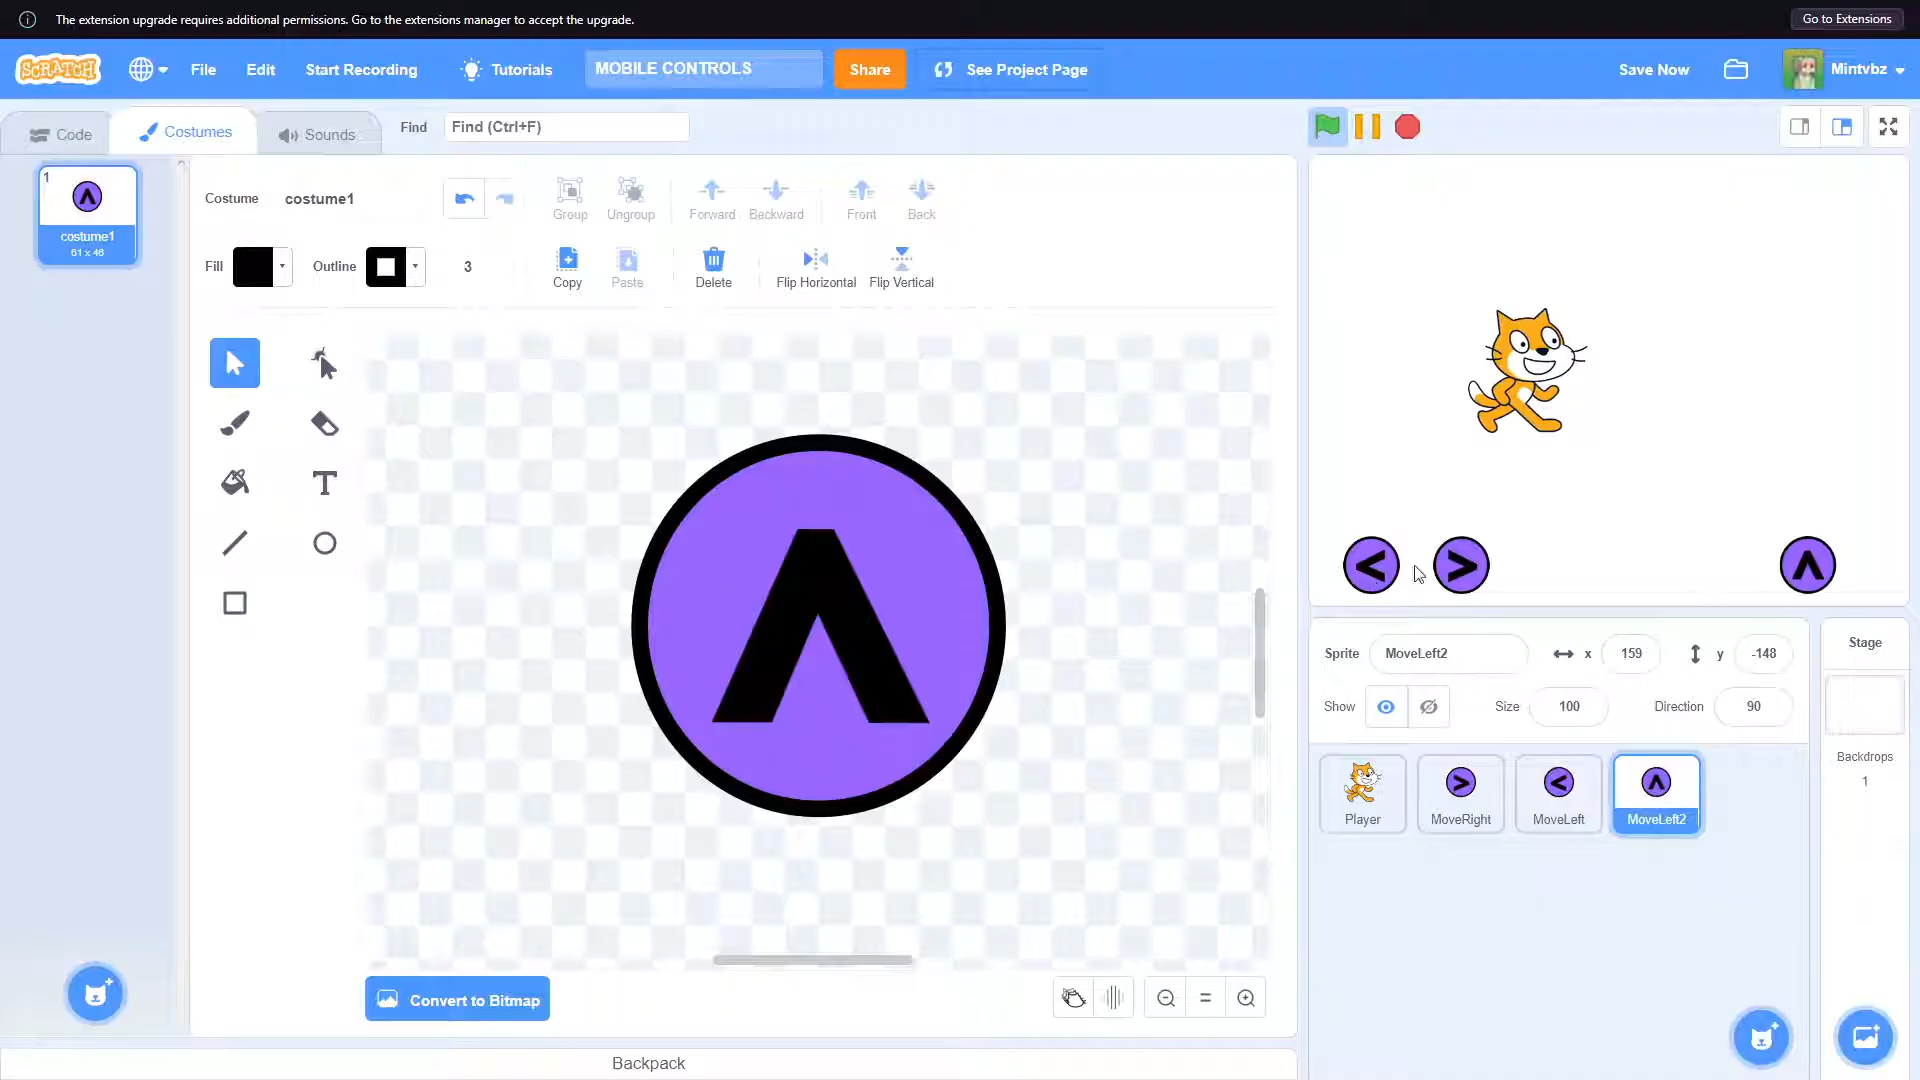 The extension upgrade requires additional permissions. Go to the extensions manager to accept the upgrade.
Go to Extensions
SCRATCH
File
Edit
Start Recording
Tutorials
MOBILE CONTROLS
Share
See Project Page
Save Now
Mintvbz
Code
Costumes
Sounds
Find
Find (Ctrl+F)
1
costume1
61 x 46
Costume
costume1
Group
Ungroup
Forward
Backward
Front
Back
Fill
Outline
3
Copy
Paste
Delete
Flip Horizontal
Flip Vertical
T
Convert to Bitmap
Backpack
Sprite
MoveLeft2
x
159
y
-148
Show
Size
100
Direction
90
Player
MoveRight
MoveLeft
MoveLeft2
Stage
Backdrops
1